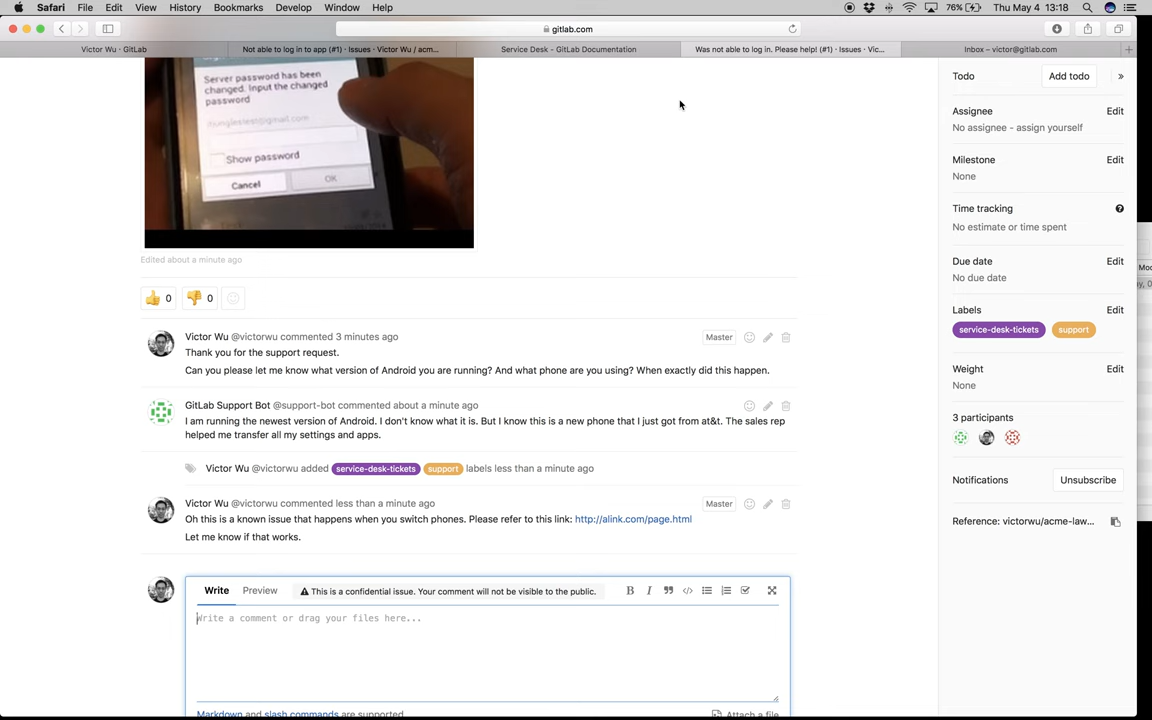 Safari File Edit View History Bookmarks Develop Window Help 76% Thu May 4 13:18
gitlab.com
Victor Wu · GitLab Not able to log in to app (#1) · Issues · Victor Wu / acm... Service Desk - GitLab Documentation Was not able to log in. Please help! (#1) · Issues · Vic... Inbox – victor@gitlab.com
Server password has been
changed. Input the changed
password
Show password
Cancel OK
Edited about a minute ago
0 0
Victor Wu @victorwu commented 3 minutes ago Master
Thank you for the support request.
Can you please let me know what version of Android you are running? And what phone are you using? When exactly did this happen.
GitLab Support Bot @support-bot commented about a minute ago
I am running the newest version of Android. I don't know what it is. But I know this is a new phone that I just got from at&t. The sales rep
helped me transfer all my settings and apps.
Victor Wu @victorwu added service-desk-tickets support labels less than a minute ago
Victor Wu @victorwu commented less than a minute ago Master
Oh this is a known issue that happens when you switch phones. Please refer to this link: http://alink.com/page.html
Let me know if that works.
Write Preview This is a confidential issue. Your comment will not be visible to the public. B I
Write a comment or drag your files here...
Markdown and slash commands are supported Attach a file
Todo Add todo »
Assignee Edit
No assignee - assign yourself
Milestone Edit
None
Time tracking ?
No estimate or time spent
Due date Edit
No due date
Labels Edit
service-desk-tickets support
Weight Edit
None
3 participants
Notifications Unsubscribe
Reference: victorwu/acme-law...